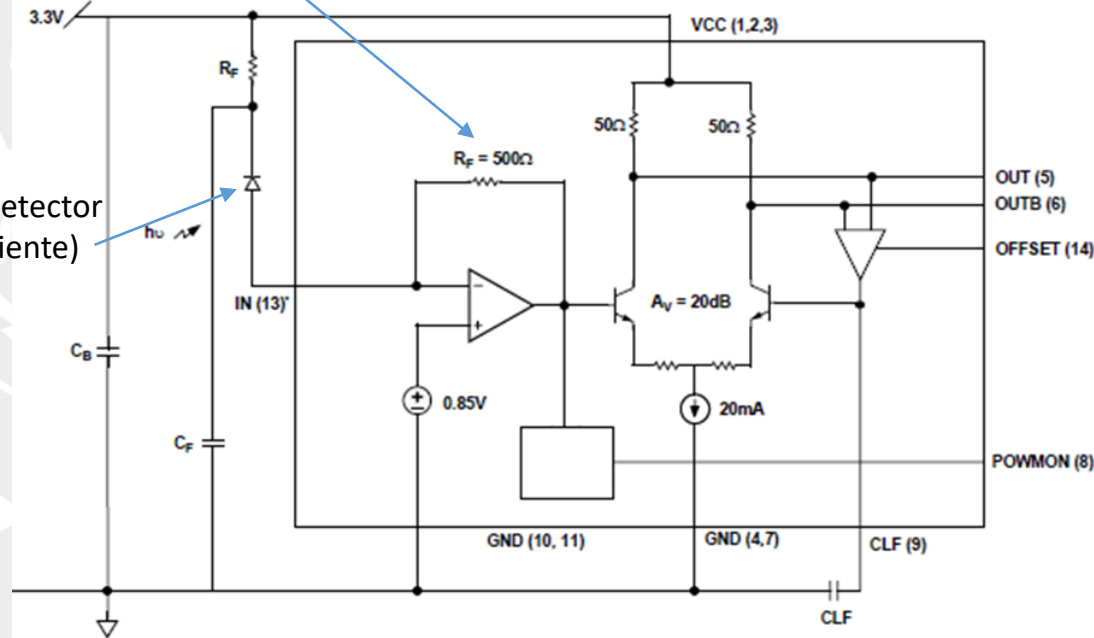 3.3V
VCC (1,2,3)
RF
50Ω
50Ω
RF = 500Ω
OUT (5)
OUTB (6)
etector
iente)
hυ
OFFSET (14)
IN (13)*
AV = 20dB
CB
0.85V
20mA
CF
POWMON (8)
GND (10, 11)
GND (4,7)
CLF (9)
CLF